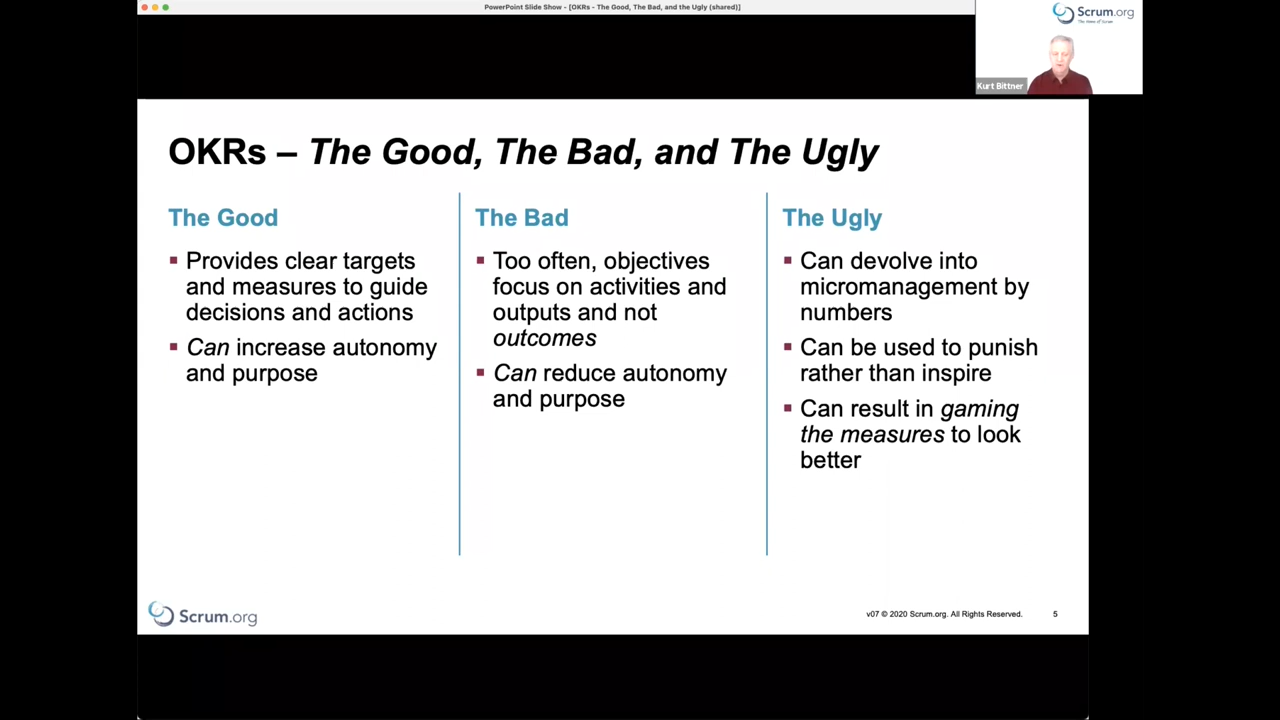 PowerPoint Slide Show - [OKRs - The Good, The Bad, and the Ugly (shared)]
Scrum.org
The Home of Scrum
Kurt Bittner
OKRs – The Good, The Bad, and The Ugly
The Good
▪ Provides clear targets
and measures to guide
decisions and actions
▪ Can increase autonomy
and purpose
The Bad
▪ Too often, objectives
focus on activities and
outputs and not
outcomes
▪ Can reduce autonomy
and purpose
The Ugly
▪ Can devolve into
micromanagement by
numbers
▪ Can be used to punish
rather than inspire
▪ Can result in gaming
the measures to look
better
Scrum.org
v07 © 2020 Scrum.org. All Rights Reserved.
5